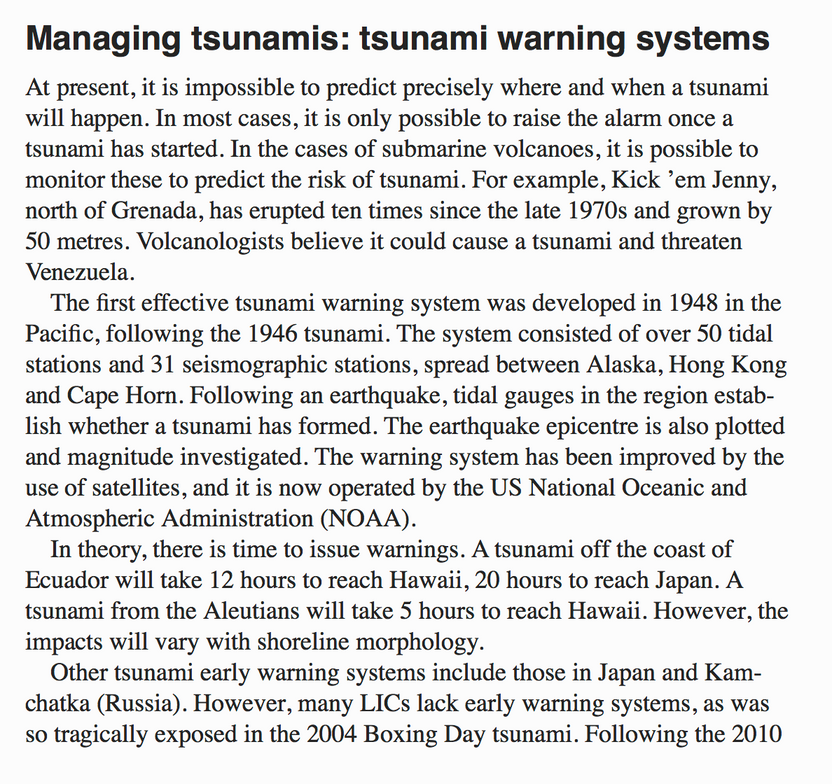 Managing tsunamis: tsunami warning systems
At present, it is impossible to predict precisely where and when a tsunami
will happen. In most cases, it is only possible to raise the alarm once a
tsunami has started. In the cases of submarine volcanoes, it is possible to
monitor these to predict the risk of tsunami. For example, Kick ’em Jenny,
north of Grenada, has erupted ten times since the late 1970s and grown by
50 metres. Volcanologists believe it could cause a tsunami and threaten
Venezuela.
The first effective tsunami warning system was developed in 1948 in the
Pacific, following the 1946 tsunami. The system consisted of over 50 tidal
stations and 31 seismographic stations, spread between Alaska, Hong Kong
and Cape Horn. Following an earthquake, tidal gauges in the region estab-
lish whether a tsunami has formed. The earthquake epicentre is also plotted
and magnitude investigated. The warning system has been improved by the
use of satellites, and it is now operated by the US National Oceanic and
Atmospheric Administration (NOAA).
In theory, there is time to issue warnings. A tsunami off the coast of
Ecuador will take 12 hours to reach Hawaii, 20 hours to reach Japan. A
tsunami from the Aleutians will take 5 hours to reach Hawaii. However, the
impacts will vary with shoreline morphology.
Other tsunami early warning systems include those in Japan and Kam-
chatka (Russia). However, many LICs lack early warning systems, as was
so tragically exposed in the 2004 Boxing Day tsunami. Following the 2010